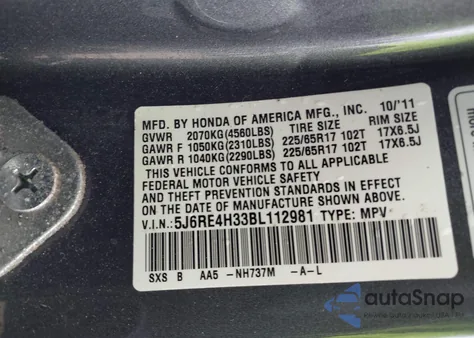 MFD. BY HONDA OF AMERICA MFG., INC. 10/'11
GVWR 2070KG(4560LBS) TIRE SIZE RIM SIZE
GAWR F 1050KG(2310LBS) 225/65R17 102T 17X6.5J
GAWR R 1040KG(2290LBS) 225/65R17 102T 17X6.5J
THIS VEHICLE CONFORMS TO ALL APPLICABLE
FEDERAL MOTOR VEHICLE SAFETY
AND THEFT PREVENTION STANDARDS IN EFFECT
ON THE DATE OF MANUFACTURE SHOWN ABOVE.
V.I.N.: 5J6RE4H33BL112981 TYPE: MPV
SXS B AA5 -NH737M -A-L
autoSnap